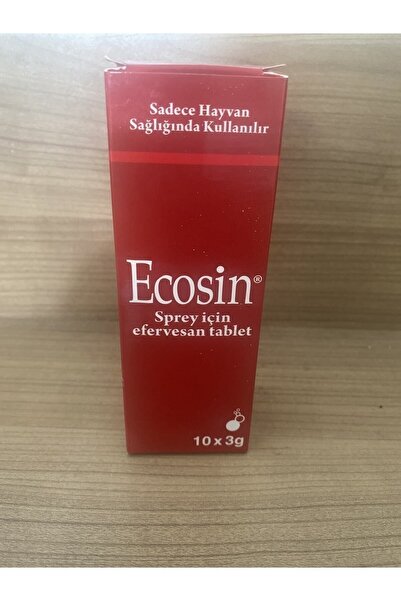 Sadece Hayvan
Sağlığında Kullanılır
Ecosin®
Sprey için
efervesan tablet
10 x 3g